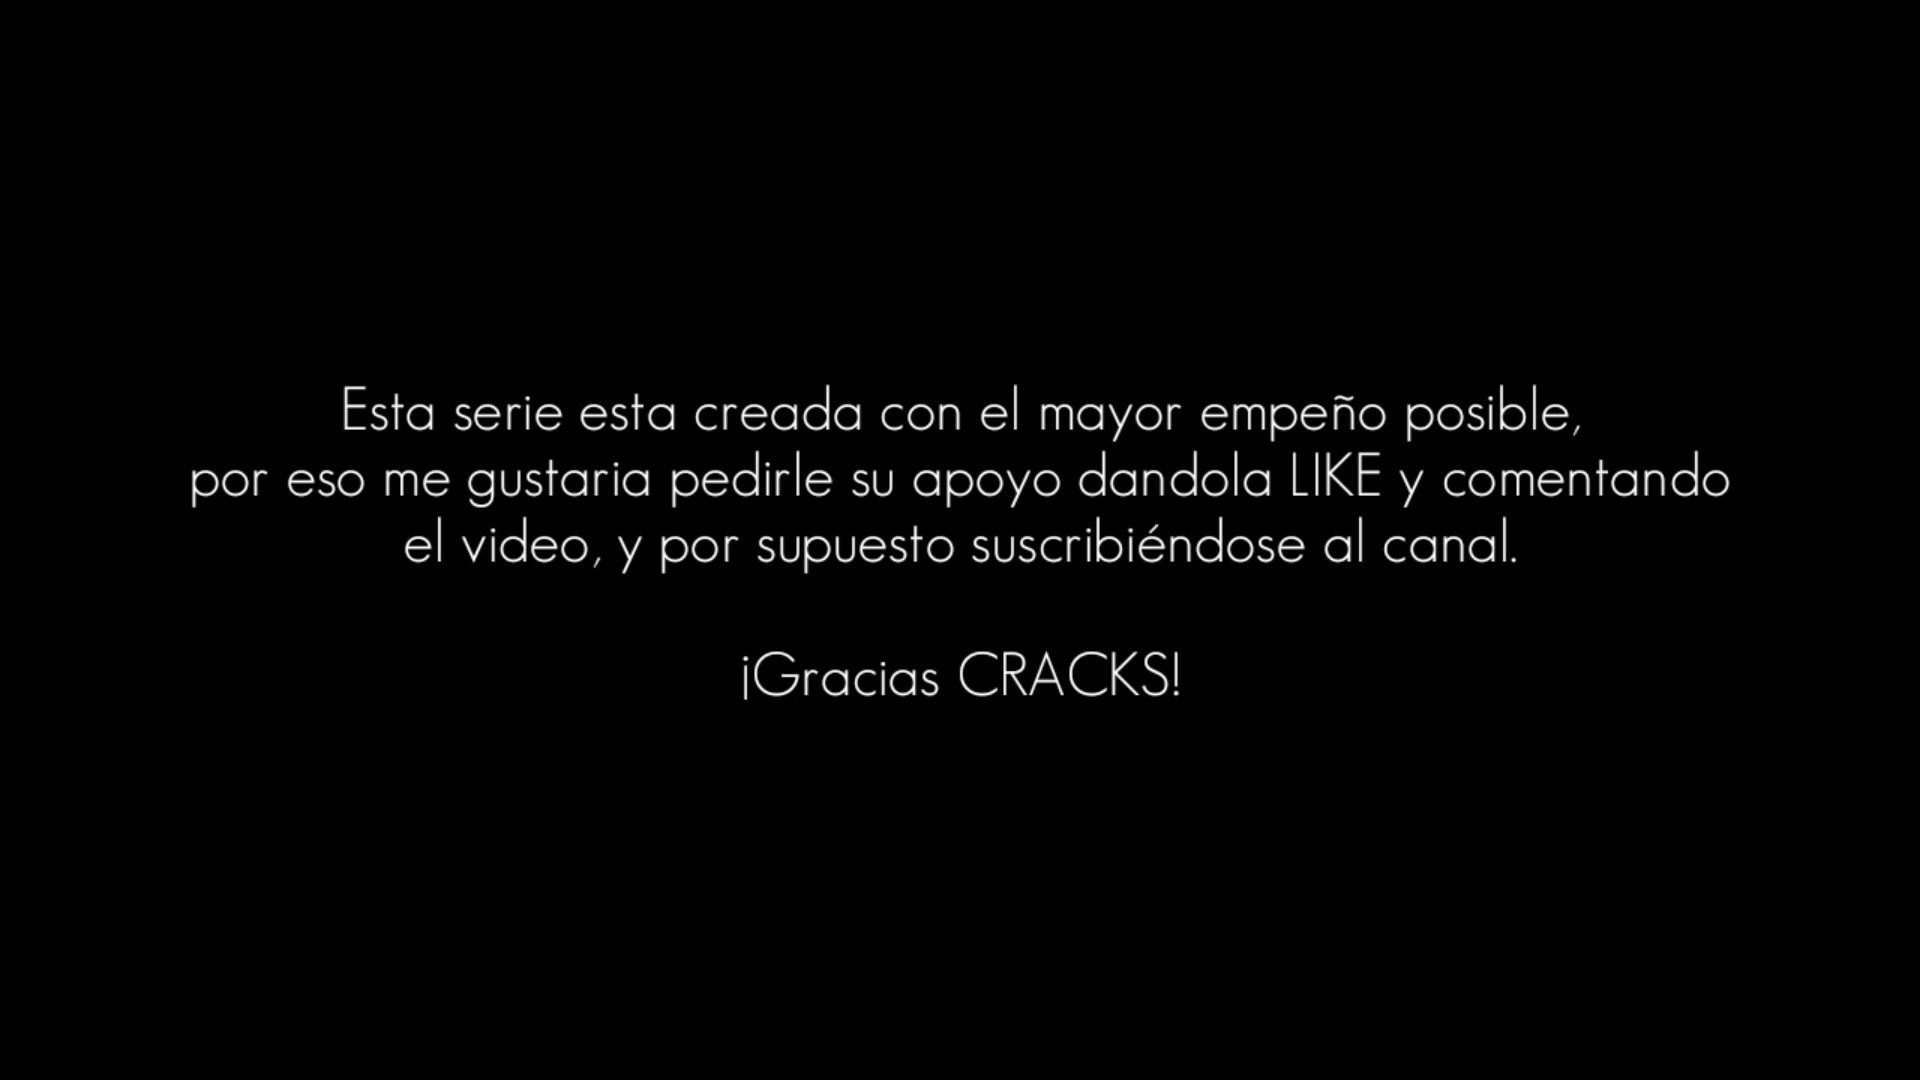 Esta serie esta creada con el mayor empeño posible,
por eso me gustaria pedirle su apoyo dandola LIKE y comentando
el video, y por supuesto suscribiéndose al canal.
¡Gracias CRACKS!